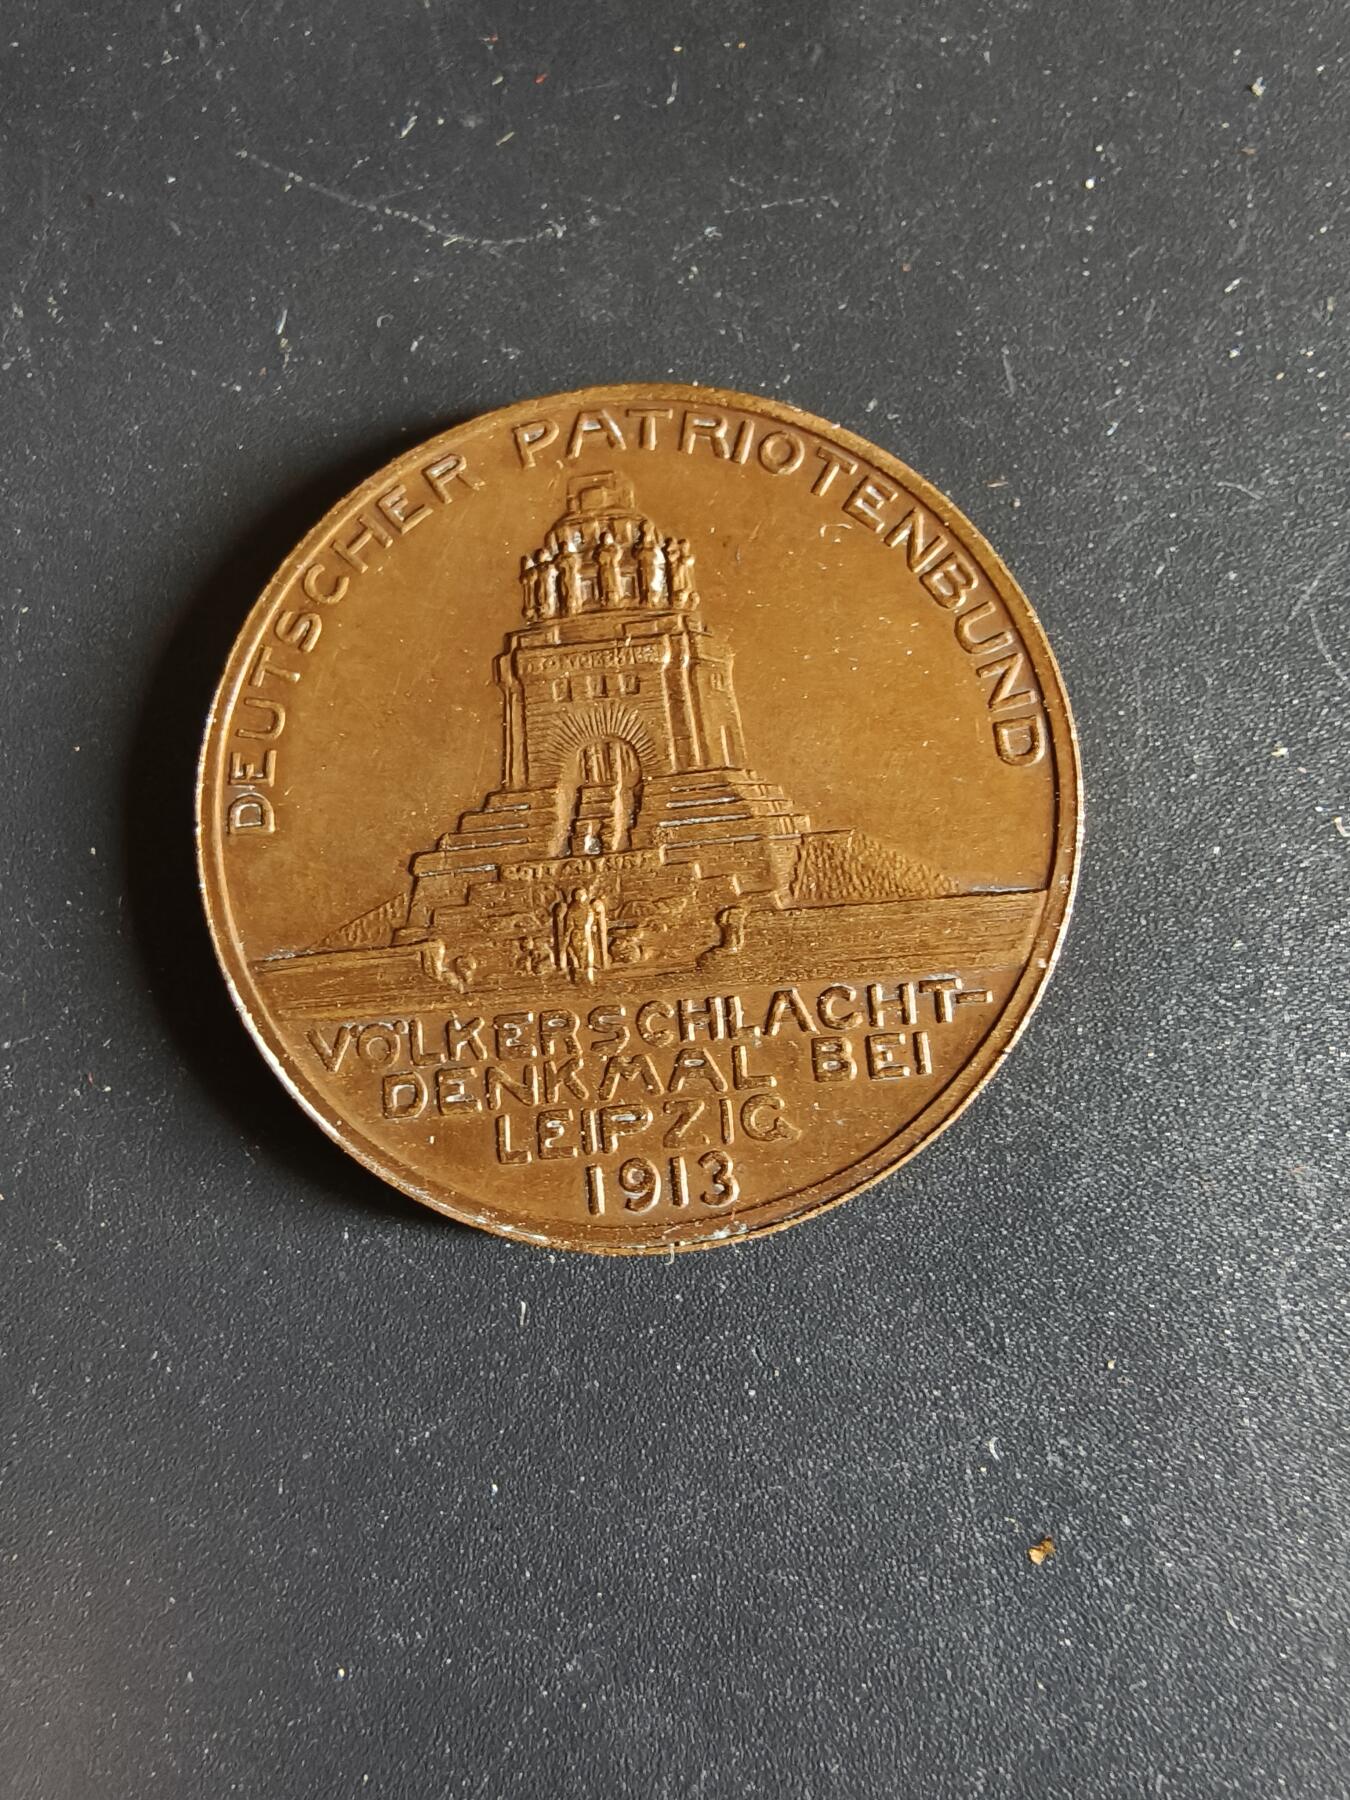 DEUTSCHER PATRIOTENBUND
VÖLKERSCHLACHT-
DENKMAL BEI
LEIPZIG
1913